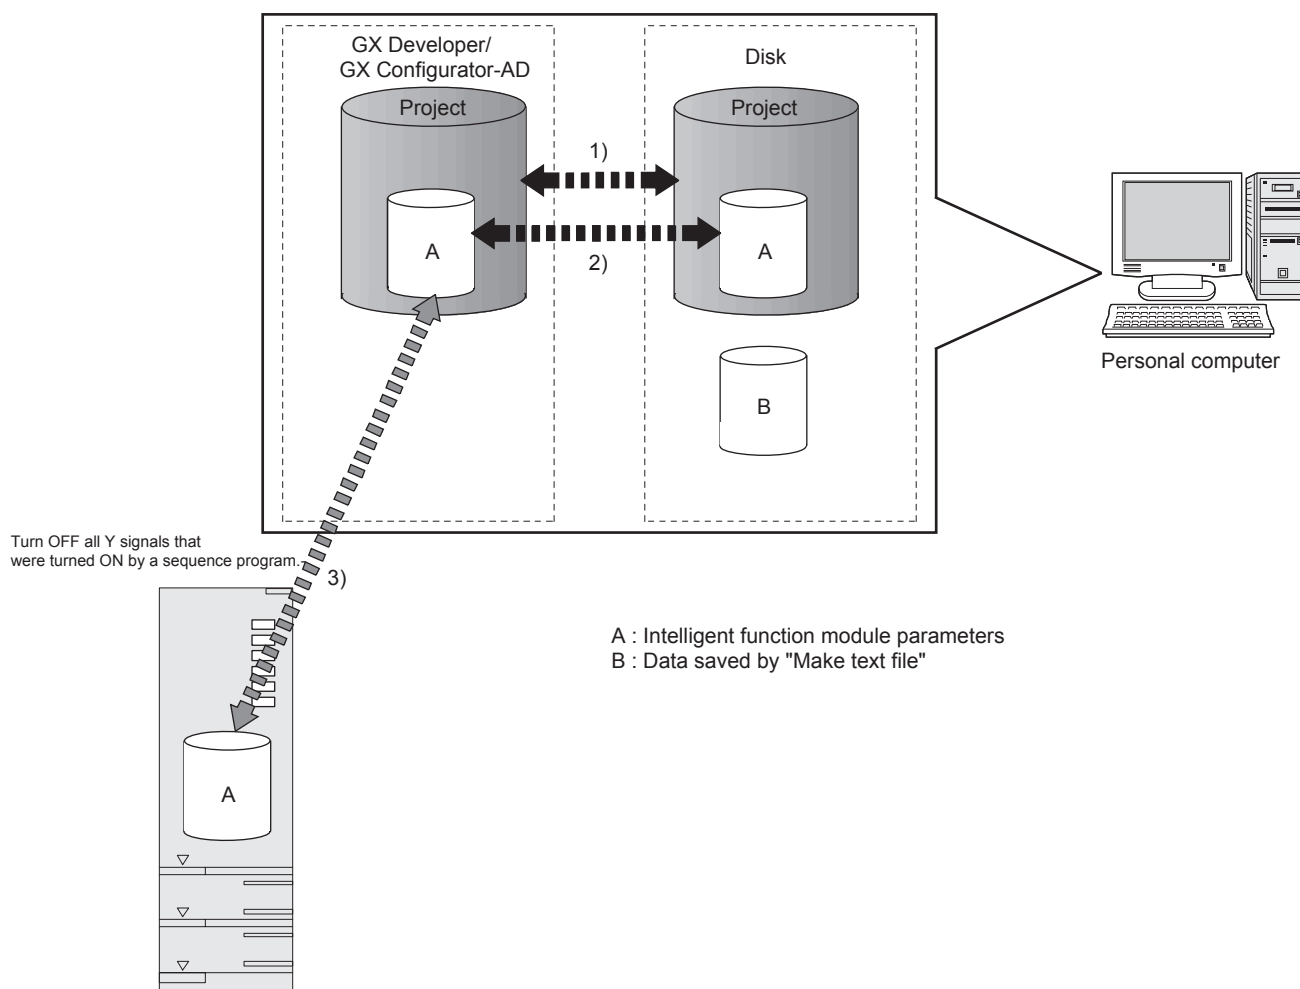 GX Developer/
GX Configurator-AD
Disk
Project
Project
1)
A
A
2)
B
Personal computer
Turn OFF all Y signals that
were turned ON by a sequence program.
3)
A : Intelligent function module parameters
B : Data saved by "Make text file"
A